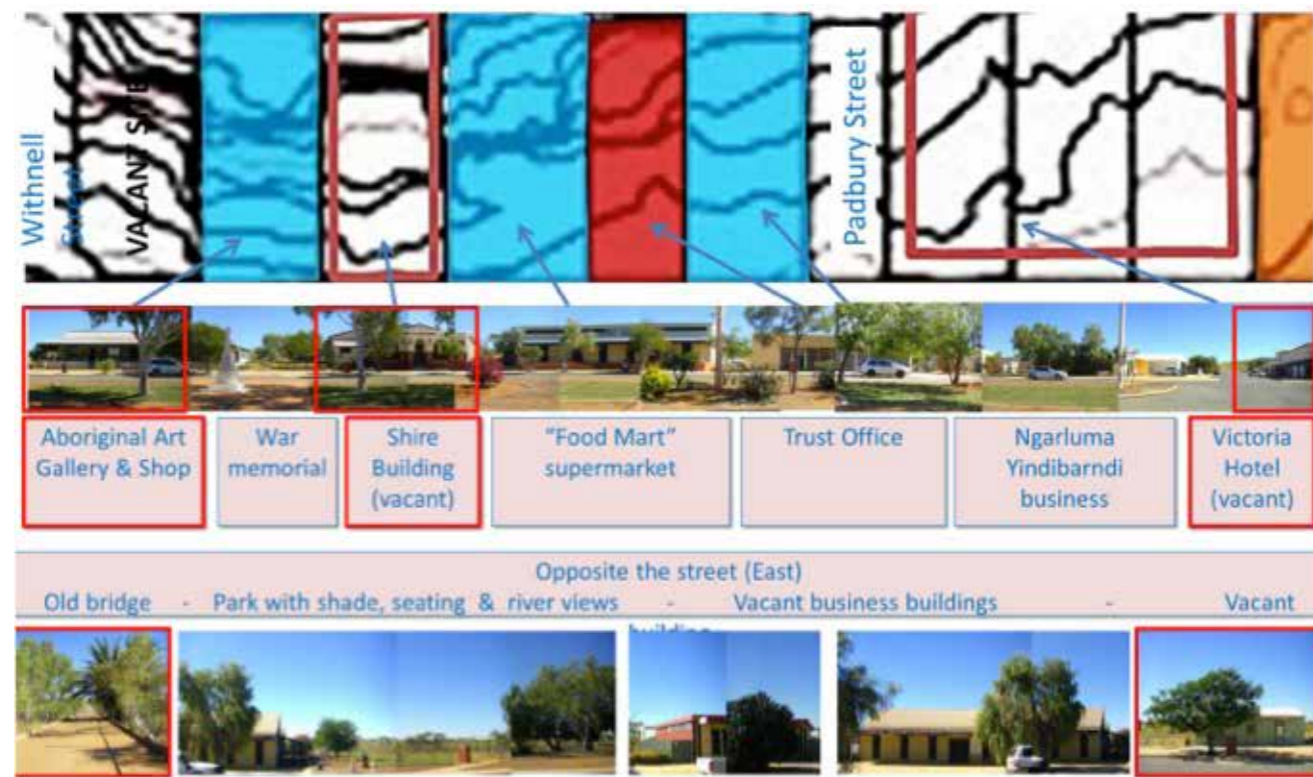 Withnell
Street
VACANT SITE
Padbury Street
Aboriginal Art
Gallery & Shop
War
memorial
Shire
Building
(vacant)
"Food Mart"
supermarket
Trust Office
Ngarluma
Yindibarndi
business
Victoria
Hotel
(vacant)
Opposite the street (East)
Old bridge - Park with shade, seating & river views - Vacant business buildings - Vacant
building